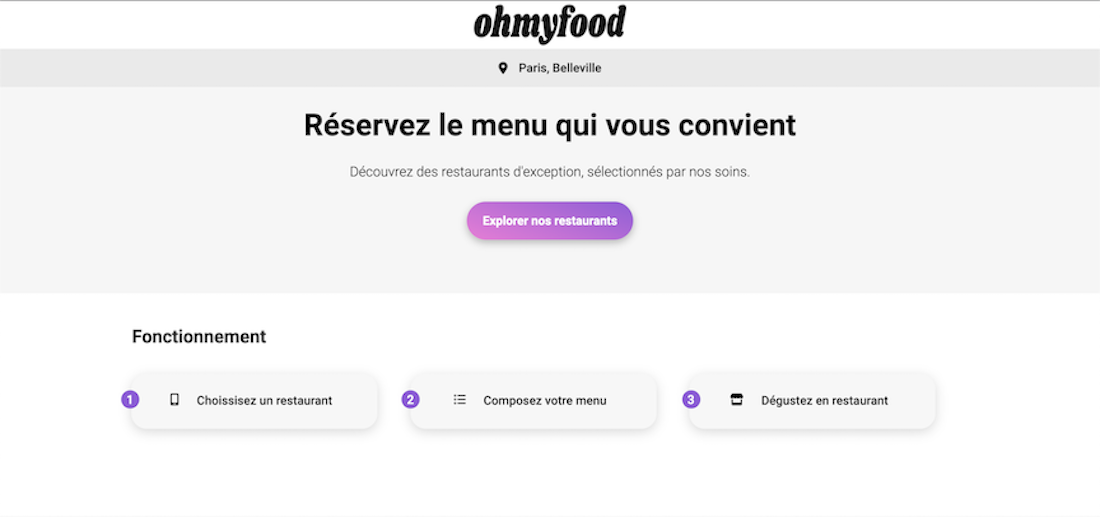 ohmyfood
Paris, Belleville
Réservez le menu qui vous convient
Découvrez des restaurants d'exception, sélectionnés par nos soins.
Explorer nos restaurants
Fonctionnement
1 Choissisez un restaurant
2 Composez votre menu
3 Dégustez en restaurant